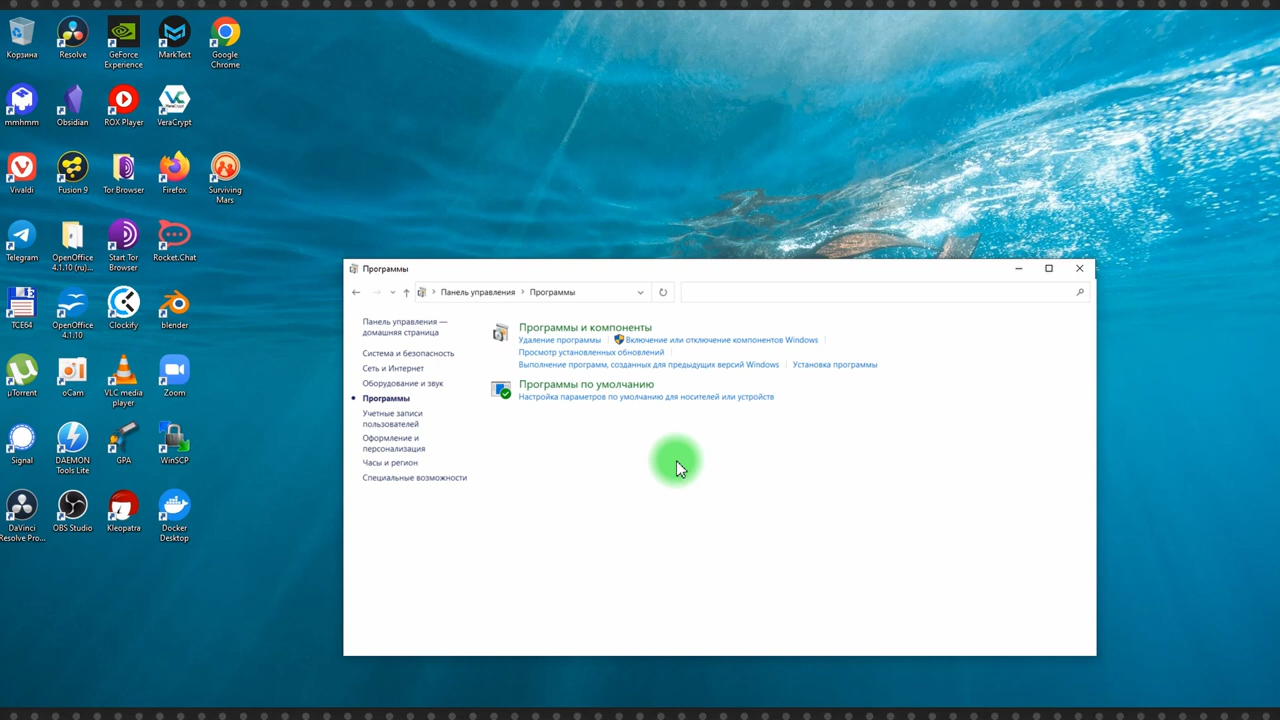 Корзина
Resolve
GeForce
Experience
MarkText
Google
Chrome
mmhmm
Obsidian
ROX Player
VeraCrypt
Vivaldi
Fusion 9
Tor Browser
Firefox
Surviving
Mars
Telegram
OpenOffice
4.1.10 (ru)...
Start Tor
Browser
Rocket.Chat
TCE64
OpenOffice
4.1.10
Clockify
blender
µTorrent
oCam
VLC media
player
Zoom
Signal
DAEMON
Tools Lite
GPA
WinSCP
DaVinci
Resolve Pro...
OBS Studio
Kleopatra
Docker
Desktop
Программы
Панель управления > Программы
Панель управления —
домашняя страница
Система и безопасность
Сеть и Интернет
Оборудование и звук
Программы
Учетные записи
пользователей
Оформление и
персонализация
Часы и регион
Специальные возможности
Программы и компоненты
Удаление программы
Включение или отключение компонентов Windows
Просмотр установленных обновлений
Выполнение программ, созданных для предыдущих версий Windows
Установка программы
Программы по умолчанию
Настройка параметров по умолчанию для носителей или устройств